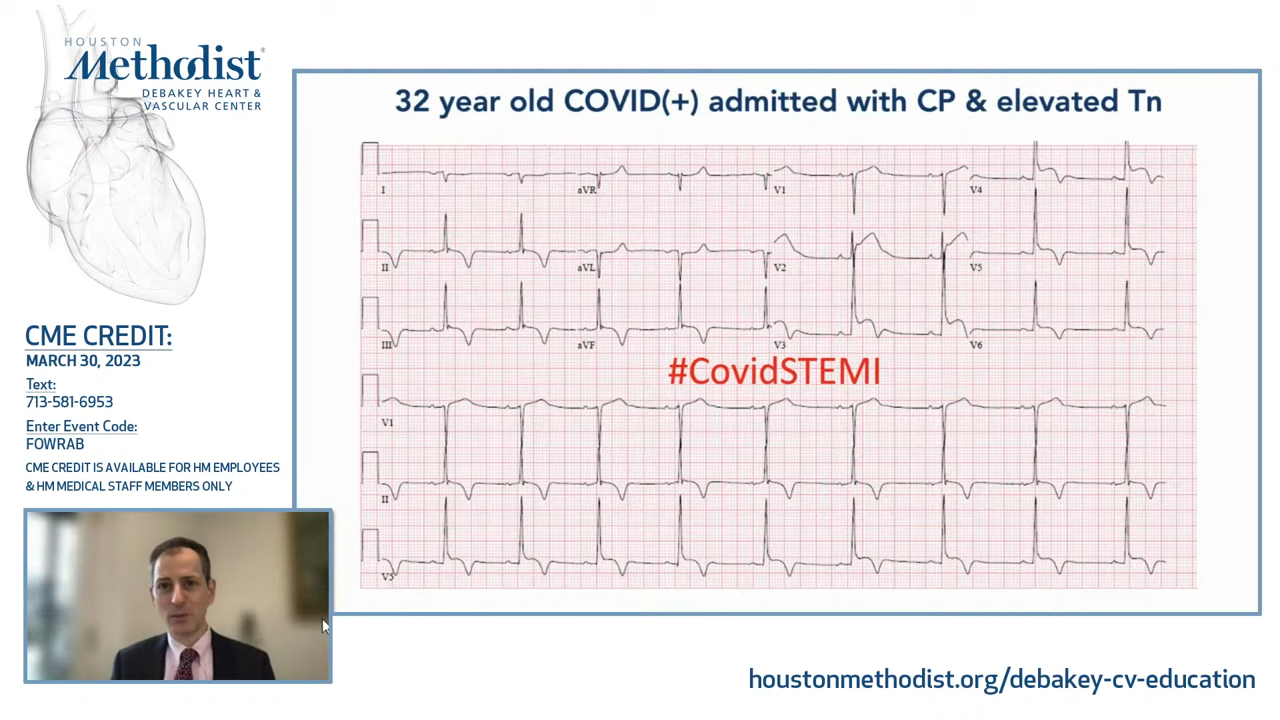 HOUSTON
Methodist®
DEBAKEY HEART &
VASCULAR CENTER
CME CREDIT:
MARCH 30, 2023
Text:
713-581-6953
Enter Event Code:
FOWRAB
CME CREDIT IS AVAILABLE FOR HM EMPLOYEES
& HM MEDICAL STAFF MEMBERS ONLY
32 year old COVID(+) admitted with CP & elevated Tn
I aVR V1 V4
II aVL V2 V5
III aVF V3 V6
#CovidSTEMI
V1
II
V5
houstonmethodist.org/debakey-cv-education